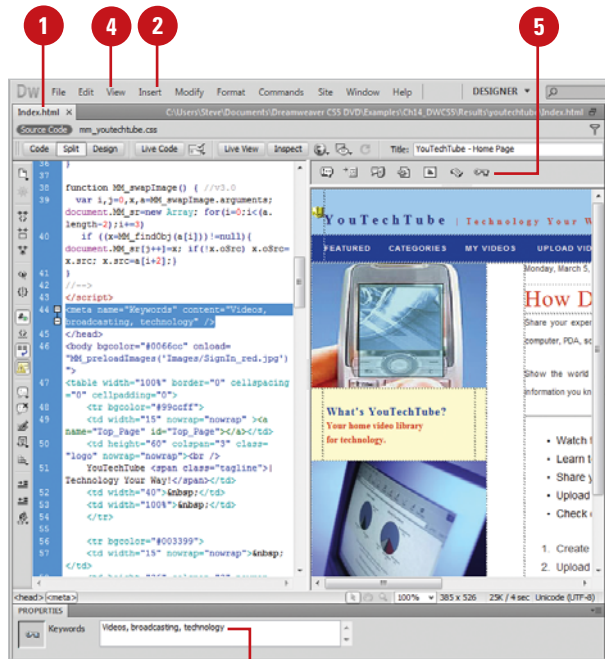 1
4
2
5
DW File Edit View Insert Modify Format Commands Site Window Help DESIGNER
Index.html × C:\Users\Steve\Documents\Dreamweaver CS5 DVD\Examples\Ch14_DWCS5\Results\youtechtube\Index.html
Source Code mm_youtechtube.css
Code Split Design Live Code Live View Inspect Title: YouTechTube - Home Page
36 }
37
38 function MM_swapImage() { //v3.0
39 var i,j=0,x,a=MM_swapImage.arguments;
document.MM_sr=new Array; for(i=0;i<(a.
length-2);i+=3)
40 if ((x=MM_findObj(a[i]))!=null){
document.MM_sr[j++]=x; if(!x.oSrc) x.oSrc=
x.src; x.src=a[i+2];}
41 }
42 //-->
43 </script>
44 <meta name="Keywords" content="Videos,
broadcasting, technology" />
45 </head>
46 <body bgcolor="#0066cc" onload=
"MM_preloadImages('Images/SignIn_red.jpg')
">
47 <table width="100%" border="0" cellspacing
="0" cellpadding="0">
48 <tr bgcolor="#99ccff">
49 <td width="15" nowrap="nowrap" ><a
name="Top_Page" id="Top_Page"></a></td>
50 <td height="60" colspan="3" class=
"logo" nowrap="nowrap"><br />
51 YouTechTube <span class="tagline">|
Technology Your Way!</span></td>
52 <td width="40">&nbsp;</td>
53 <td width="100%">&nbsp;</td>
54 </tr>
55
56 <tr bgcolor="#003399">
57 <td width="15" nowrap="nowrap">&nbsp;
</td>
YouTechTube | Technology Your W
FEATURED CATEGORIES MY VIDEOS UPLOAD VID
Monday, March 5,
How D
Share your exper
computer, PDA, sc
Show the world
information you kn
What's YouTechTube?
Your home video library
for technology.
• Watch f
• Learn t
• Share y
• Upload
• Check
1. Create
2. Upload
<head> <meta> 100% 385 x 526 25K / 4 sec Unicode (UTF-8)
PROPERTIES
Keywords Videos, broadcasting, technology